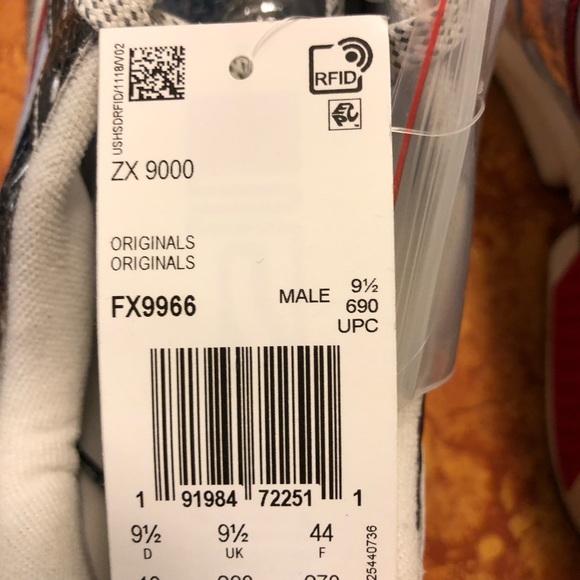 USHSDRFID/1118/V02
RFID
EPC
ZX 9000
ORIGINALS
ORIGINALS
FX9966
MALE 9½
690
UPC
1 91984 72251 1
9½ 9½ 44
D UK F
25440736